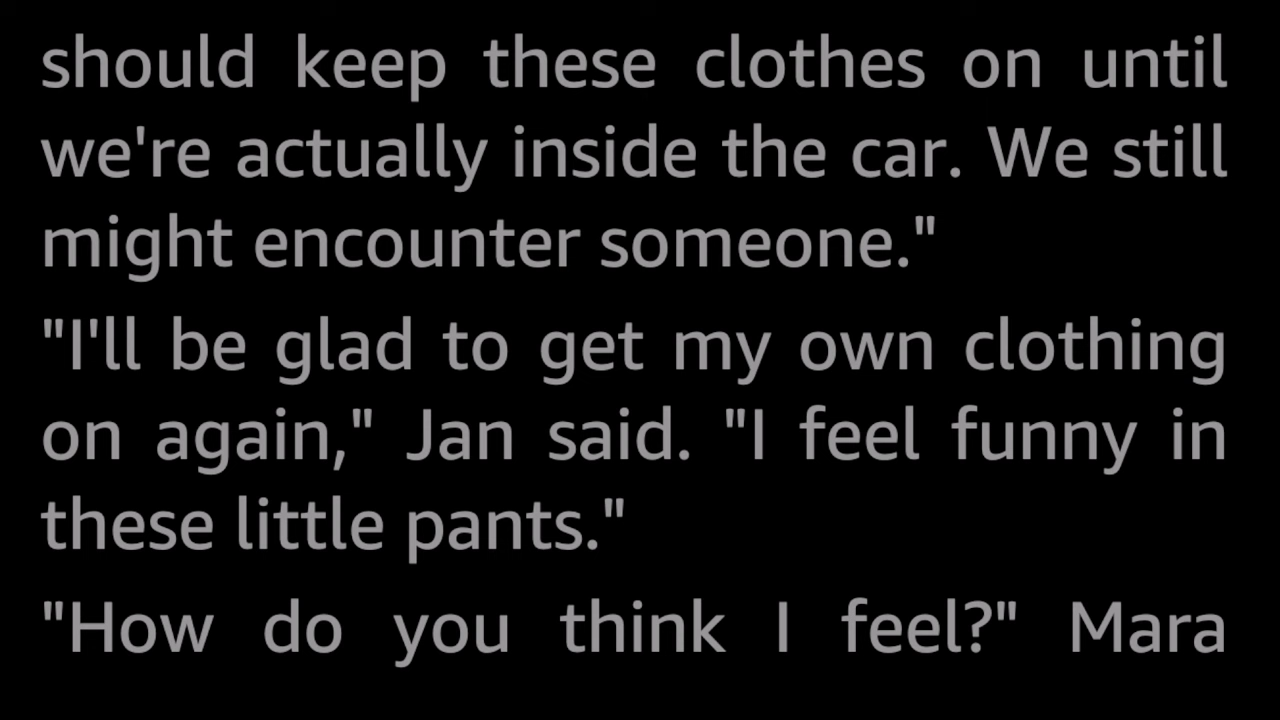 should keep these clothes on until
we're actually inside the car. We still
might encounter someone."
"I'll be glad to get my own clothing
on again," Jan said. "I feel funny in
these little pants."
"How do you think I feel?" Mara